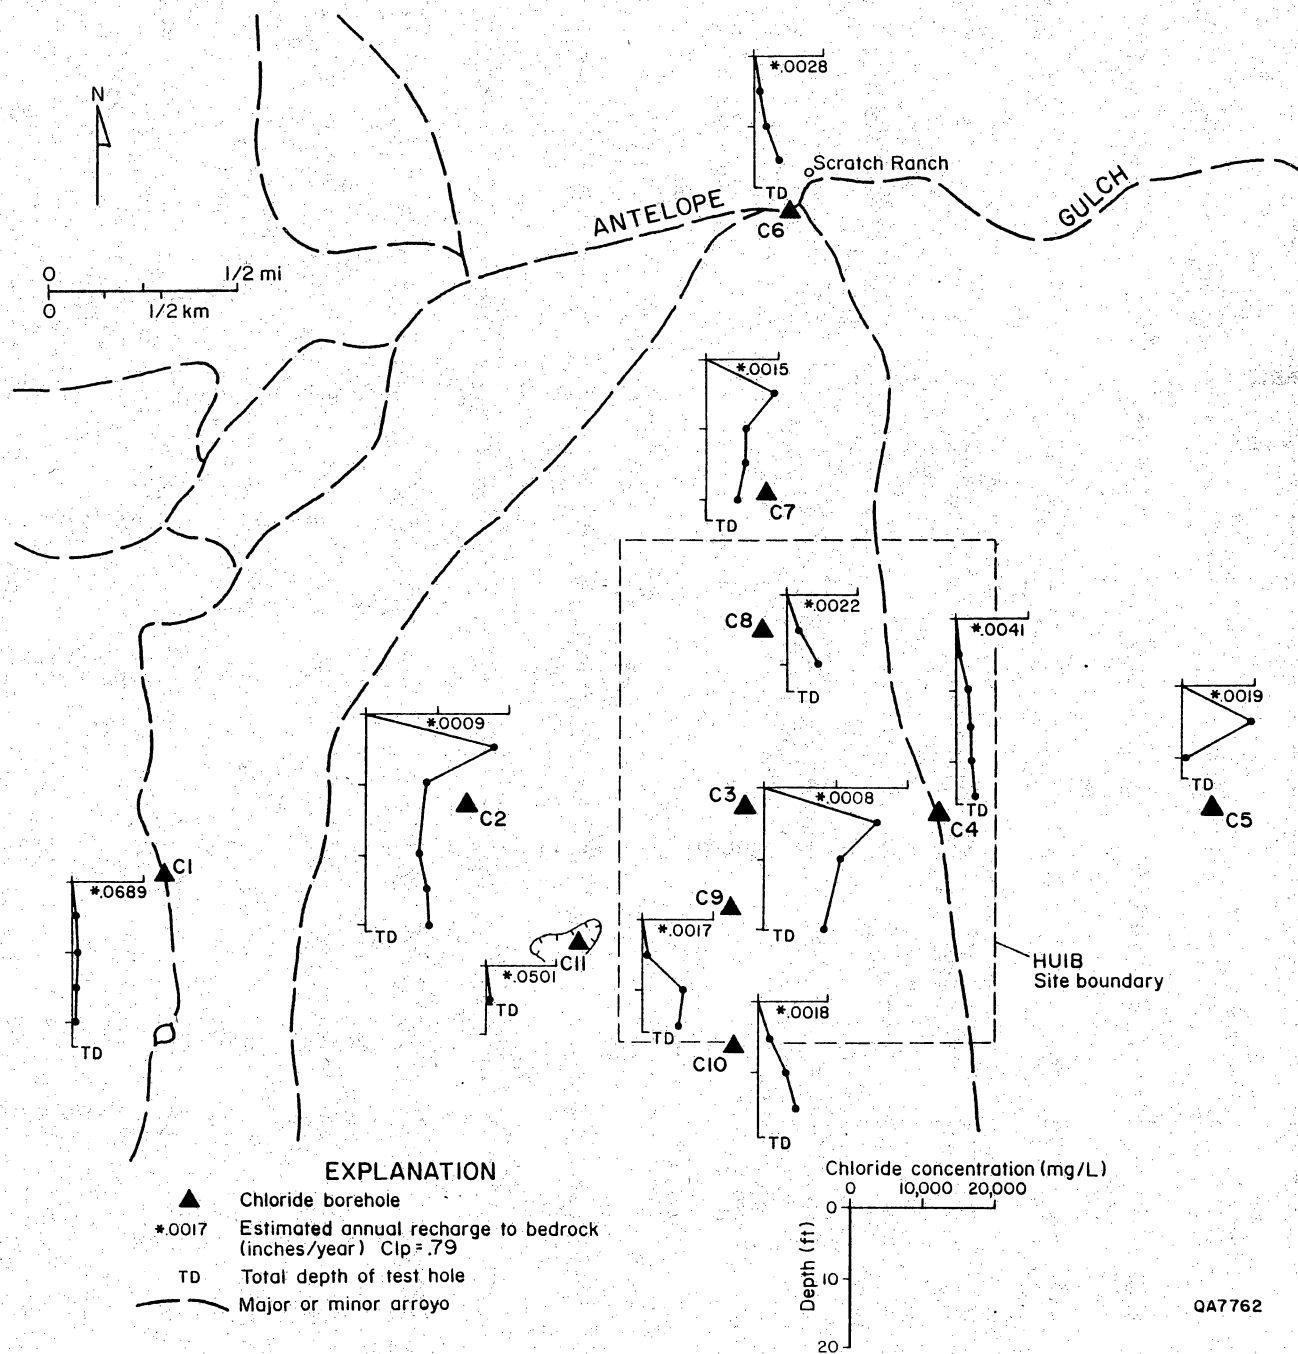 *.0028
N
Scratch Ranch
TD
ANTELOPE
GULCH
C6
0 1/2 mi
0 1/2 km
*.0015
C7
TD
*.0022
C8
*.0041
TD
*.0019
*.0009
TD
C3
*.0008
TD
C2
C4
C5
C1
*.0689
C9
TD
TD
*.0017
C11
*.0501
TD
HU1B
Site boundary
*.0018
TD
TD
C10
TD
EXPLANATION
Chloride borehole
*.0017 Estimated annual recharge to bedrock
(inches/year) Clp = .79
TD Total depth of test hole
Major or minor arroyo
Chloride concentration (mg/L)
0 10,000 20,000
0
Depth (ft)
10
20
QA7762